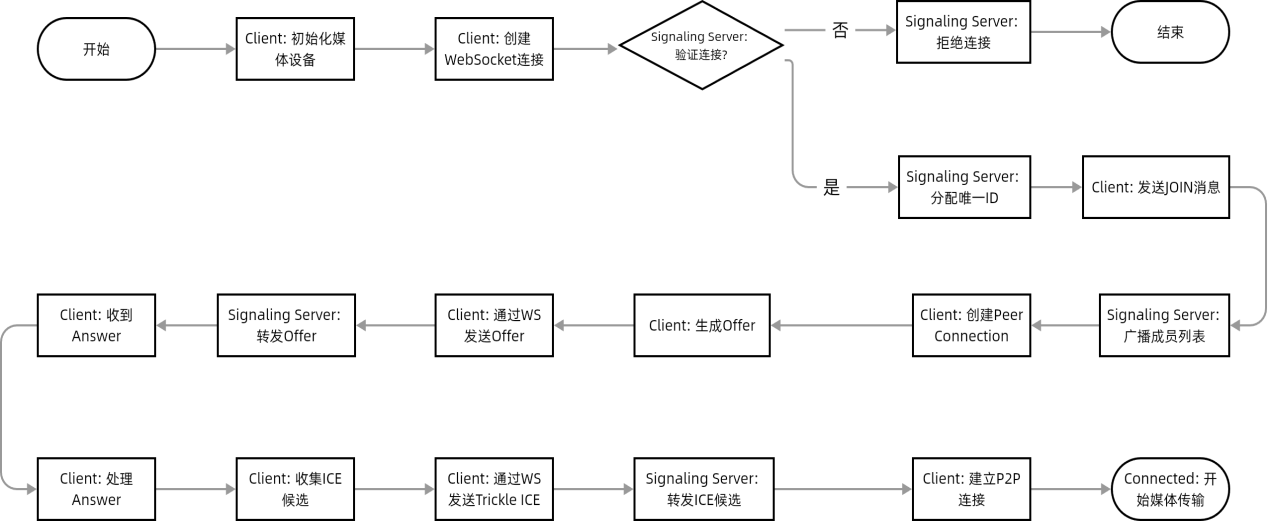 开始
Client: 初始化媒
体设备
Client: 创建
WebSocket连接
Signaling Server:
验证连接?
否
Signaling Server:
拒绝连接
结束
是
Signaling Server:
分配唯一ID
Client: 发送JOIN消息
Signaling Server:
广播成员列表
Client: 创建Peer
Connection
Client: 生成Offer
Client: 通过WS
发送Offer
Signaling Server:
转发Offer
Client: 收到
Answer
Client: 处理
Answer
Client: 收集ICE
候选
Client: 通过WS
发送Trickle ICE
Signaling Server:
转发ICE候选
Client: 建立P2P
连接
Connected: 开
始媒体传输